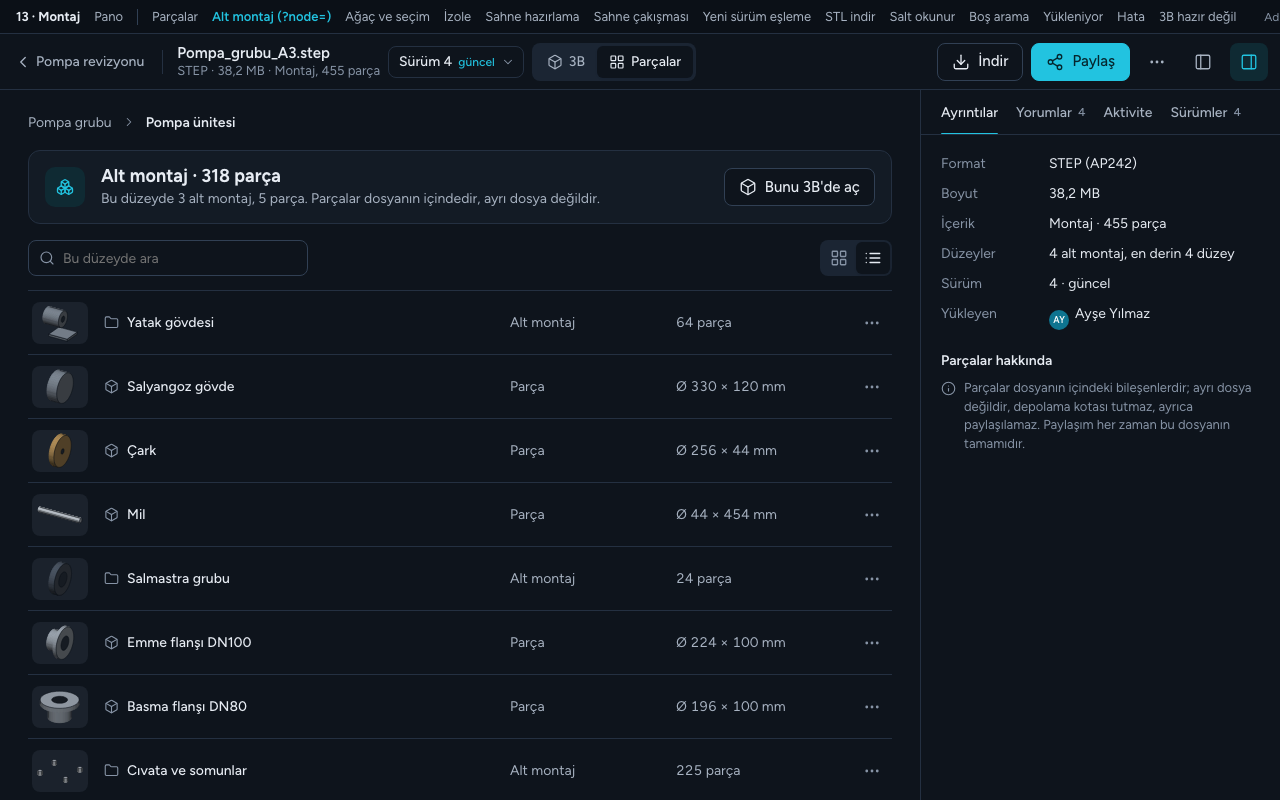 13 · Montaj Pano Parçalar Alt montaj (?node=) Ağaç ve seçim İzole Sahne hazırlama Sahne çakışması Yeni sürüm eşleme STL indir Salt okunur Boş arama Yükleniyor Hata 3B hazır değil Ad
Pompa revizyonu
Pompa_grubu_A3.step
STEP · 38,2 MB · Montaj, 455 parça
Sürüm 4 güncel
3B Parçalar
İndir Paylaş
Pompa grubu Pompa ünitesi
Alt montaj · 318 parça
Bu düzeyde 3 alt montaj, 5 parça. Parçalar dosyanın içindedir, ayrı dosya değildir.
Bunu 3B'de aç
Bu düzeyde ara
Yatak gövdesi Alt montaj 64 parça
Salyangoz gövde Parça Ø 330 × 120 mm
Çark Parça Ø 256 × 44 mm
Mil Parça Ø 44 × 454 mm
Salmastra grubu Alt montaj 24 parça
Emme flanşı DN100 Parça Ø 224 × 100 mm
Basma flanşı DN80 Parça Ø 196 × 100 mm
Cıvata ve somunlar Alt montaj 225 parça
Ayrıntılar Yorumlar 4 Aktivite Sürümler 4
Format STEP (AP242)
Boyut 38,2 MB
İçerik Montaj · 455 parça
Düzeyler 4 alt montaj, en derin 4 düzey
Sürüm 4 · güncel
Yükleyen AY Ayşe Yılmaz
Parçalar hakkında
Parçalar dosyanın içindeki bileşenlerdir; ayrı dosya
değildir, depolama kotası tutmaz, ayrıca
paylaşılamaz. Paylaşım her zaman bu dosyanın
tamamıdır.